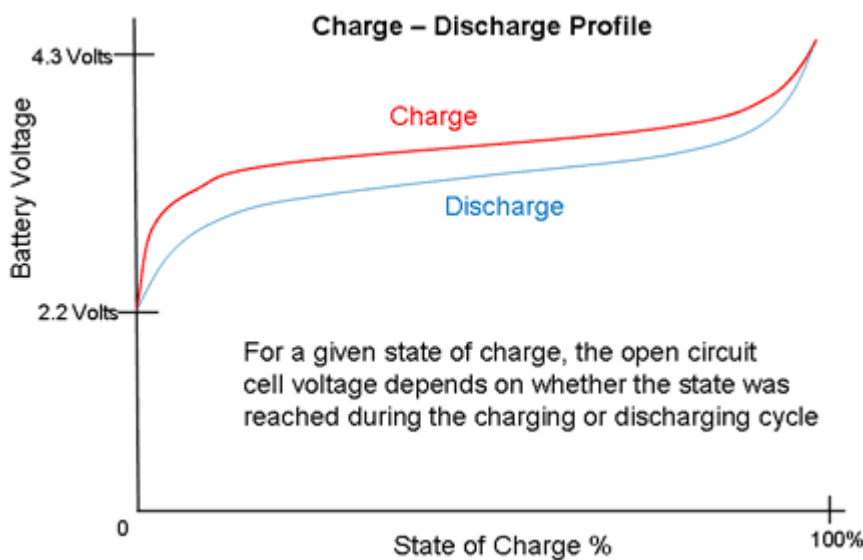 Charge – Discharge Profile
4.3 Volts
Charge
Battery Voltage
Discharge
2.2 Volts
For a given state of charge, the open circuit
cell voltage depends on whether the state was
reached during the charging or discharging cycle
0
State of Charge %
100%